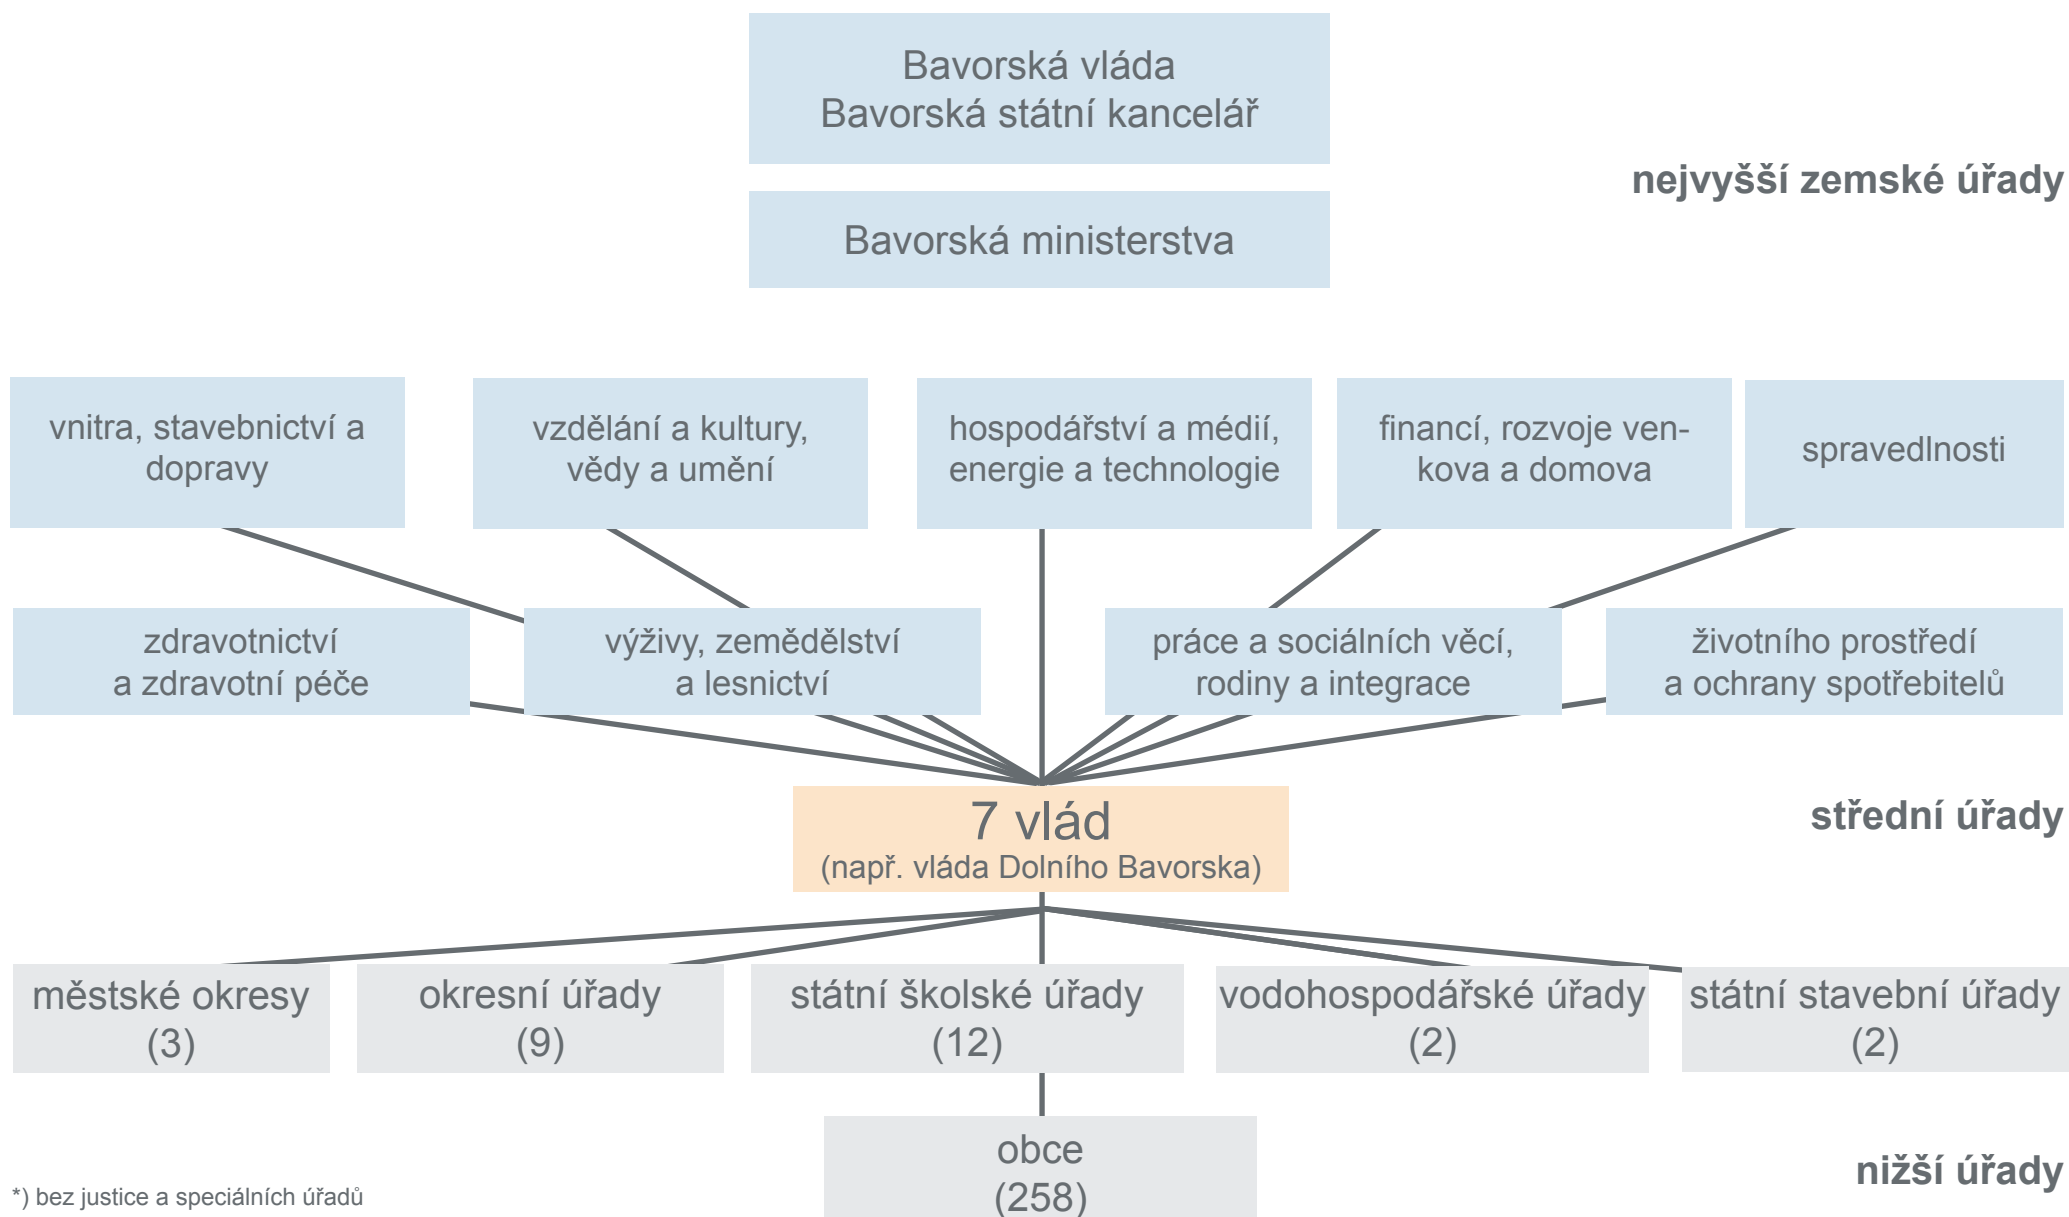 Bavorská vláda
Bavorská státní kancelář
nejvyšší zemské úřady
Bavorská ministerstva
vnitra, stavebnictví a
dopravy
vzdělání a kultury,
vědy a umění
hospodářství a médií,
energie a technologie
financí, rozvoje ven-
kova a domova
spravedlnosti
zdravotnictví
a zdravotní péče
výživy, zemědělství
a lesnictví
práce a sociálních věcí,
rodiny a integrace
životního prostředí
a ochrany spotřebitelů
7 vlád
(např. vláda Dolního Bavorska)
střední úřady
městské okresy
(3)
okresní úřady
(9)
státní školské úřady
(12)
vodohospodářské úřady
(2)
státní stavební úřady
(2)
obce
(258)
nižší úřady
*) bez justice a speciálních úřadů